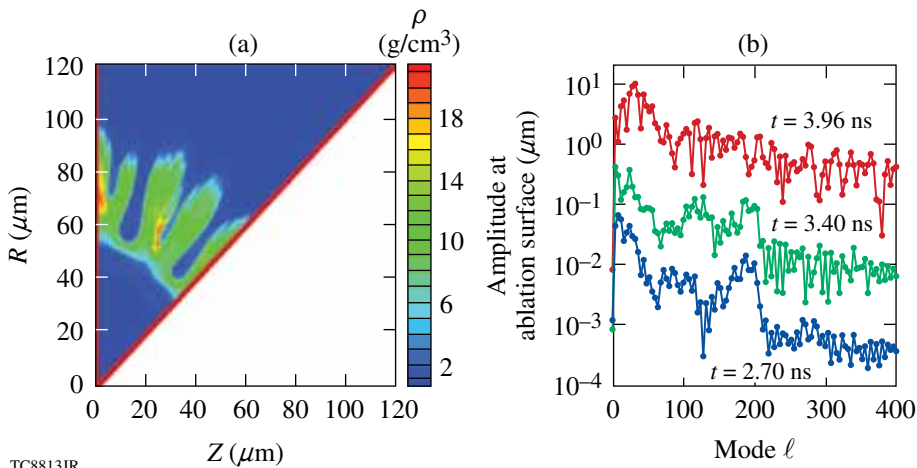 (a)
ρ
(g/cm³)
120
100
80
60
40
20
0
R (μm)
0 20 40 60 80 100 120
Z (μm)
18
14
10
6
2
(b)
10¹
10⁰
10⁻¹
10⁻²
10⁻³
10⁻⁴
Amplitude at
ablation surface (μm)
t = 3.96 ns
t = 3.40 ns
t = 2.70 ns
0 100 200 300 400
Mode ℓ
TC8813JR